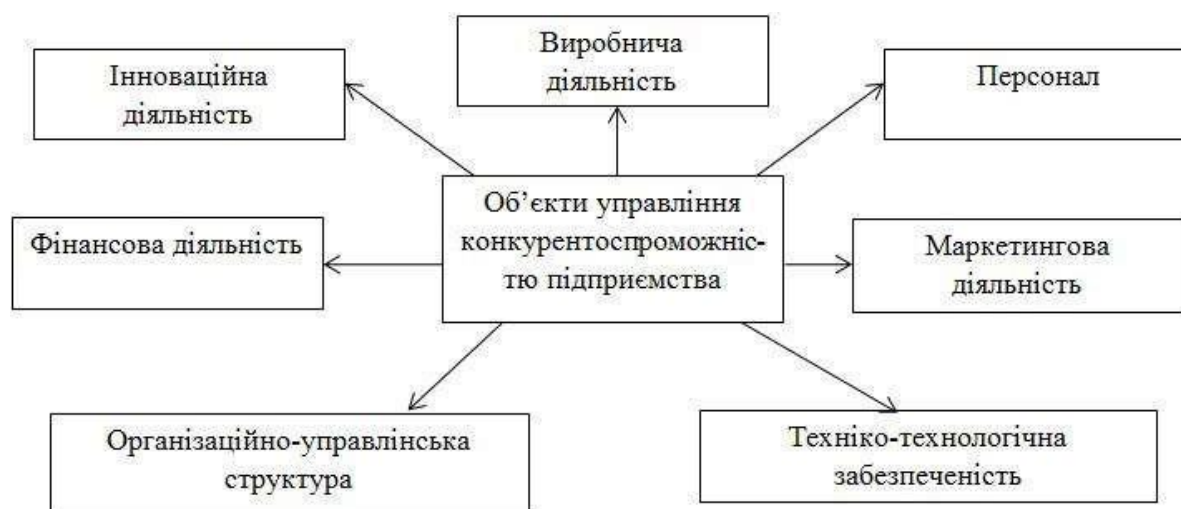 Виробнича
діяльність
Інноваційна
діяльність
Персонал
Об’єкти управління
конкурентоспроможніс-
тю підприємства
Фінансова діяльність
Маркетингова
діяльність
Організаційно-управлінська
структура
Техніко-технологічна
забезпеченість